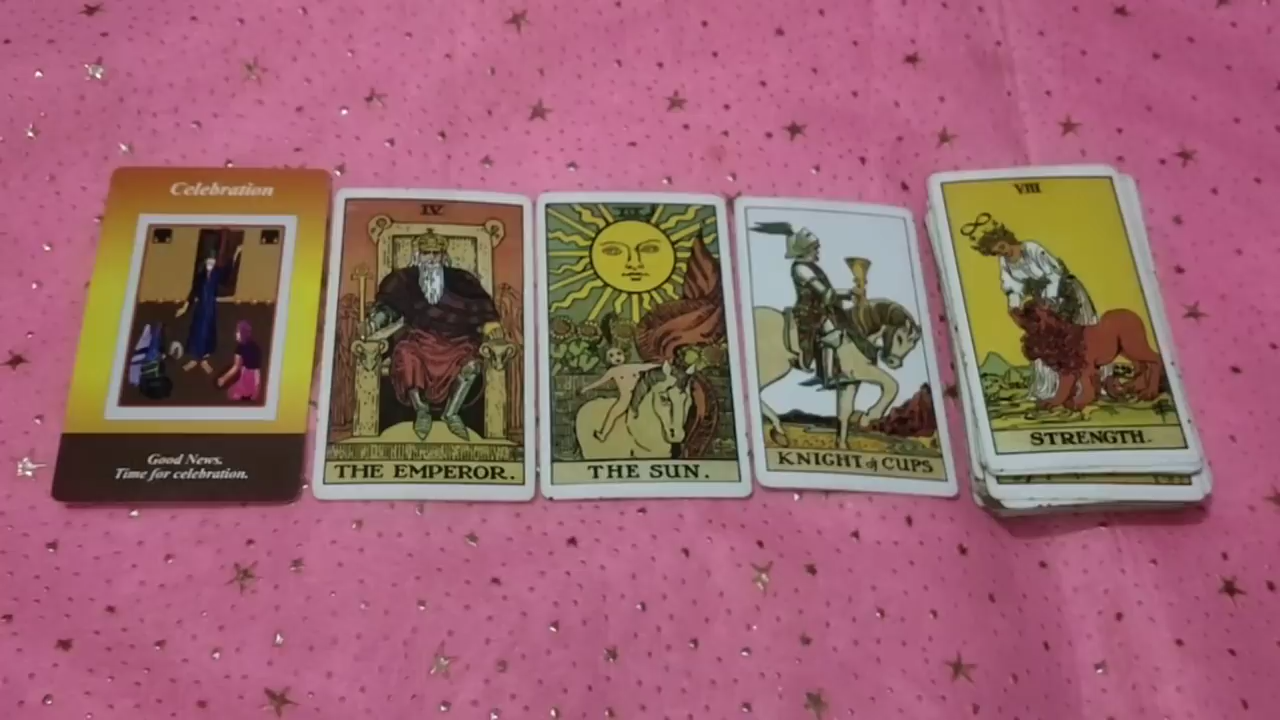 Celebration
Good News.
Time for celebration.
IV
THE EMPEROR.
THE SUN.
KNIGHT of CUPS
VIII
STRENGTH.